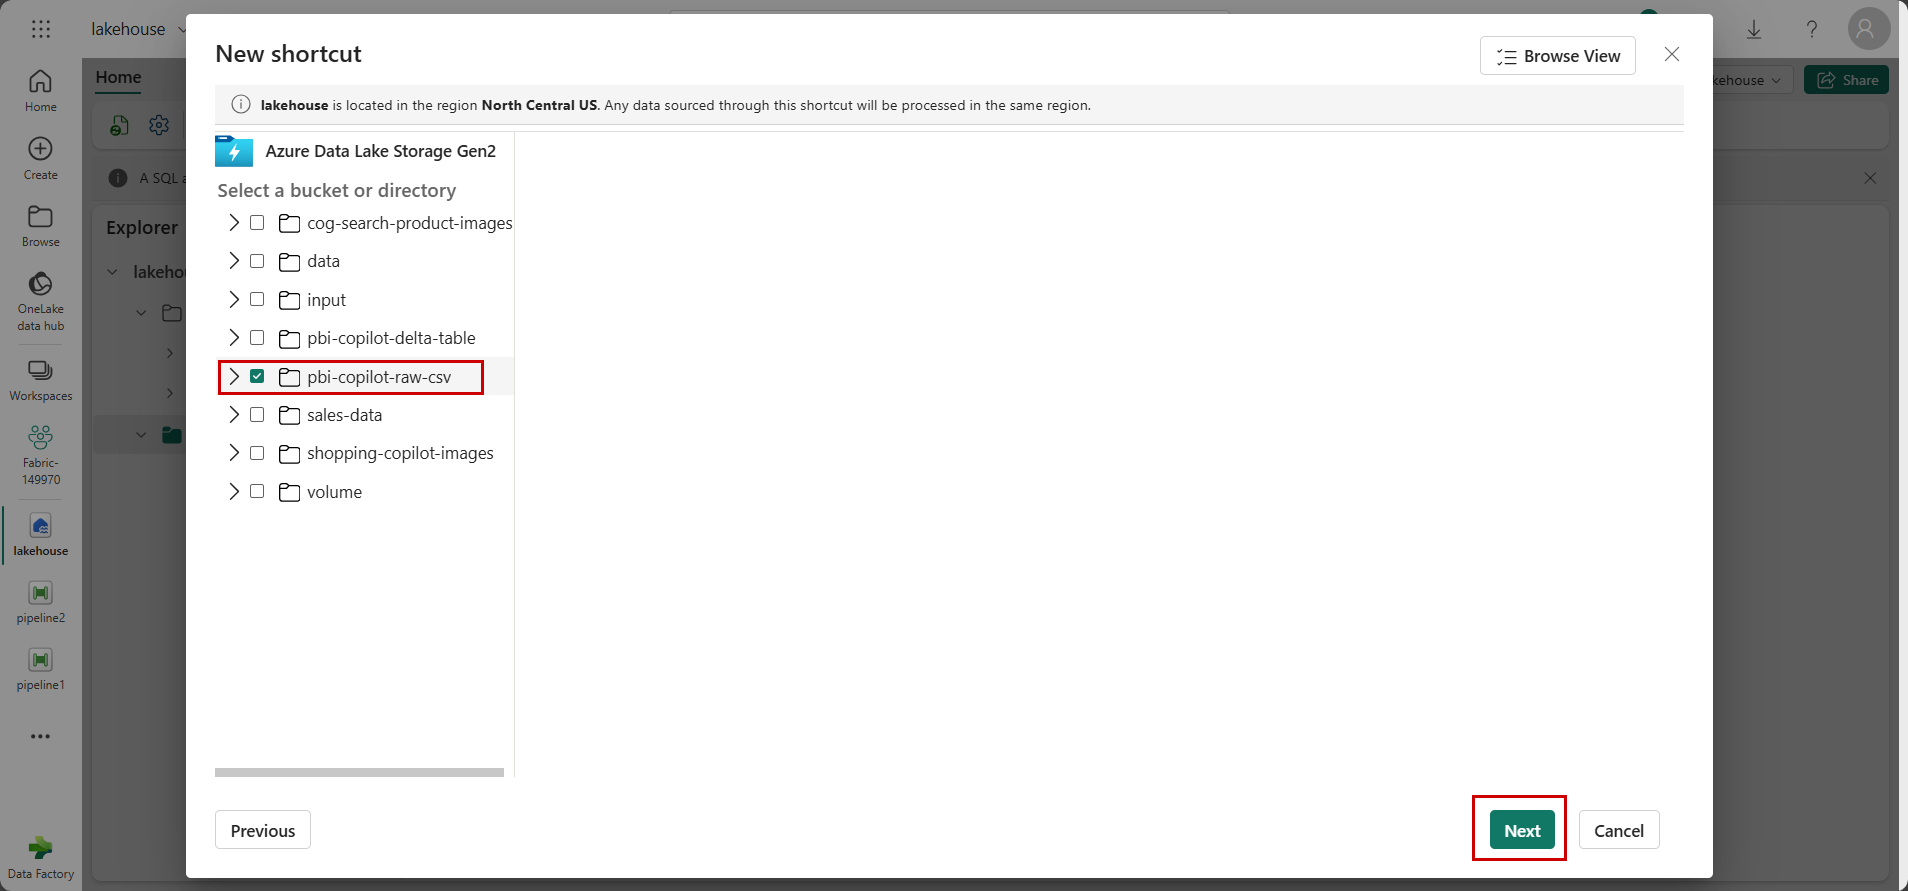 lakehouse
New shortcut
Browse View
lakehouse is located in the region North Central US. Any data sourced through this shortcut will be processed in the same region.
Azure Data Lake Storage Gen2
Select a bucket or directory
cog-search-product-images
data
input
pbi-copilot-delta-table
pbi-copilot-raw-csv
sales-data
shopping-copilot-images
volume
Previous
Next
Cancel
Home
Share
A SQL
Explorer
Home
Create
Browse
OneLake
data hub
Workspaces
Fabric-
149970
lakehouse
pipeline2
pipeline1
Data Factory